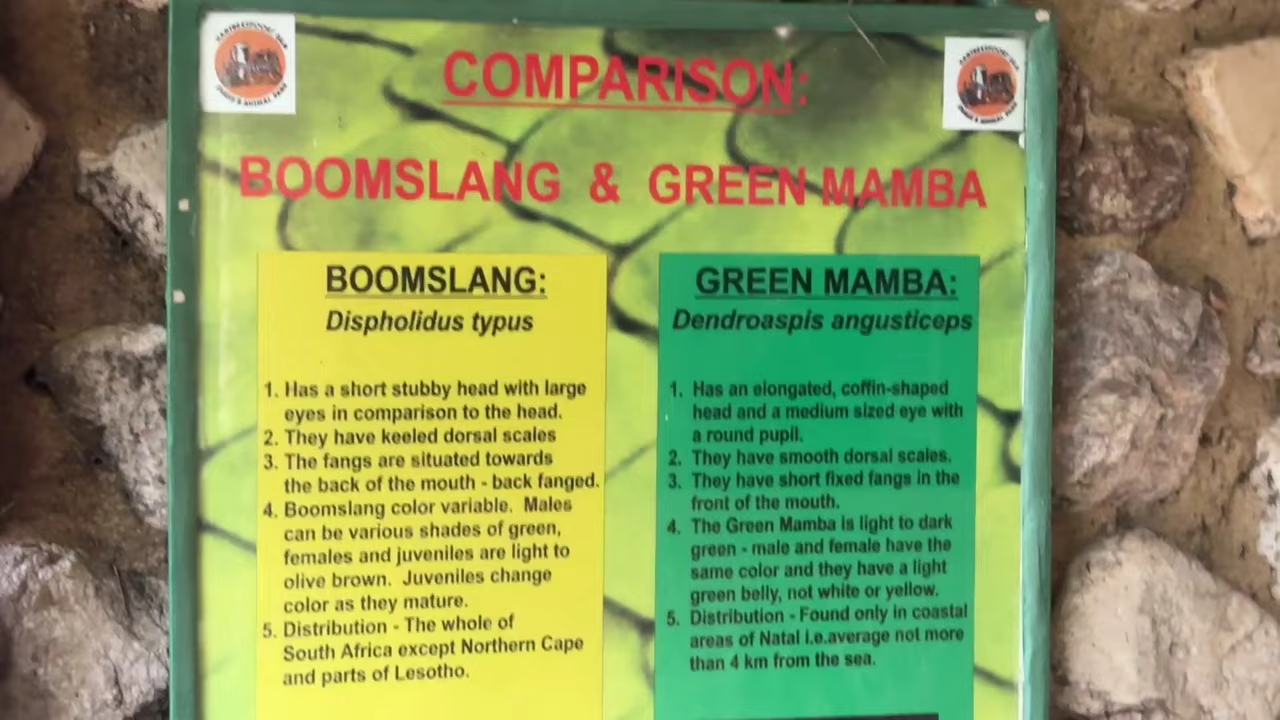 COMPARISON:
BOOMSLANG & GREEN MAMBA
BOOMSLANG:
Dispholidus typus
1. Has a short stubby head with large
eyes in comparison to the head.
2. They have keeled dorsal scales
3. The fangs are situated towards
the back of the mouth - back fanged.
4. Boomslang color variable. Males
can be various shades of green,
females and juveniles are light to
olive brown. Juveniles change
color as they mature.
5. Distribution - The whole of
South Africa except Northern Cape
and parts of Lesotho.
GREEN MAMBA:
Dendroaspis angusticeps
1. Has an elongated, coffin-shaped
head and a medium sized eye with
a round pupil.
2. They have smooth dorsal scales.
3. They have short fixed fangs in the
front of the mouth.
4. The Green Mamba is light to dark
green - male and female have the
same color and they have a light
green belly, not white or yellow.
5. Distribution - Found only in coastal
areas of Natal i.e.average not more
than 4 km from the sea.